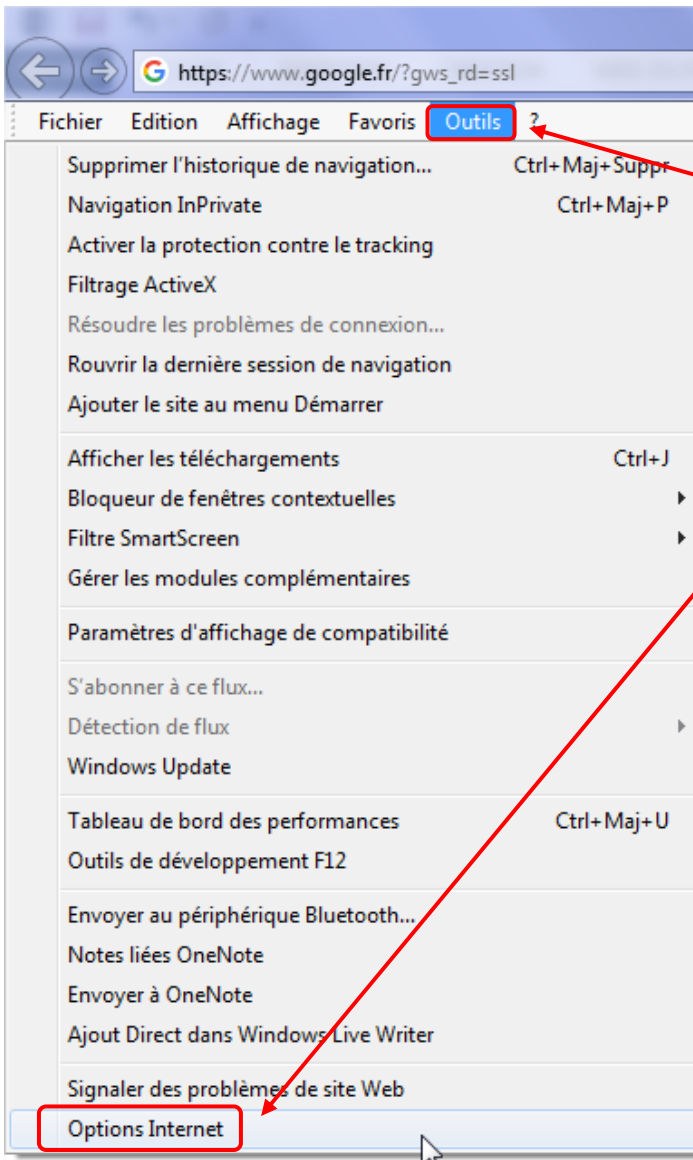 https://www.google.fr/?gws_rd=ssl
Fichier Edition Affichage Favoris Outils ?
Supprimer l'historique de navigation... Ctrl+Maj+Suppr
Navigation InPrivate Ctrl+Maj+P
Activer la protection contre le tracking
Filtrage ActiveX
Résoudre les problèmes de connexion...
Rouvrir la dernière session de navigation
Ajouter le site au menu Démarrer
Afficher les téléchargements Ctrl+J
Bloqueur de fenêtres contextuelles
Filtre SmartScreen
Gérer les modules complémentaires
Paramètres d'affichage de compatibilité
S'abonner à ce flux...
Détection de flux
Windows Update
Tableau de bord des performances Ctrl+Maj+U
Outils de développement F12
Envoyer au périphérique Bluetooth...
Notes liées OneNote
Envoyer à OneNote
Ajout Direct dans Windows Live Writer
Signaler des problèmes de site Web
Options Internet